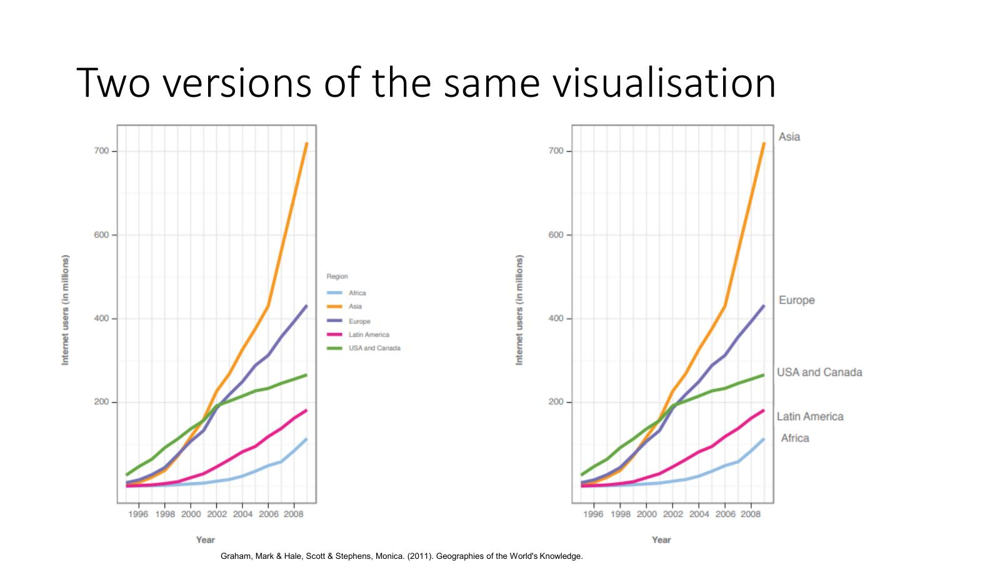 Two versions of the same visualisation
700
600
400
200
Internet users (in millions)
1996 1998 2000 2002 2004 2006 2008
Year
Region
Africa
Asia
Europe
Latin America
USA and Canada
700
600
400
200
Internet users (in millions)
1996 1998 2000 2002 2004 2006 2008
Year
Asia
Europe
USA and Canada
Latin America
Africa
Graham, Mark & Hale, Scott & Stephens, Monica. (2011). Geographies of the World's Knowledge.